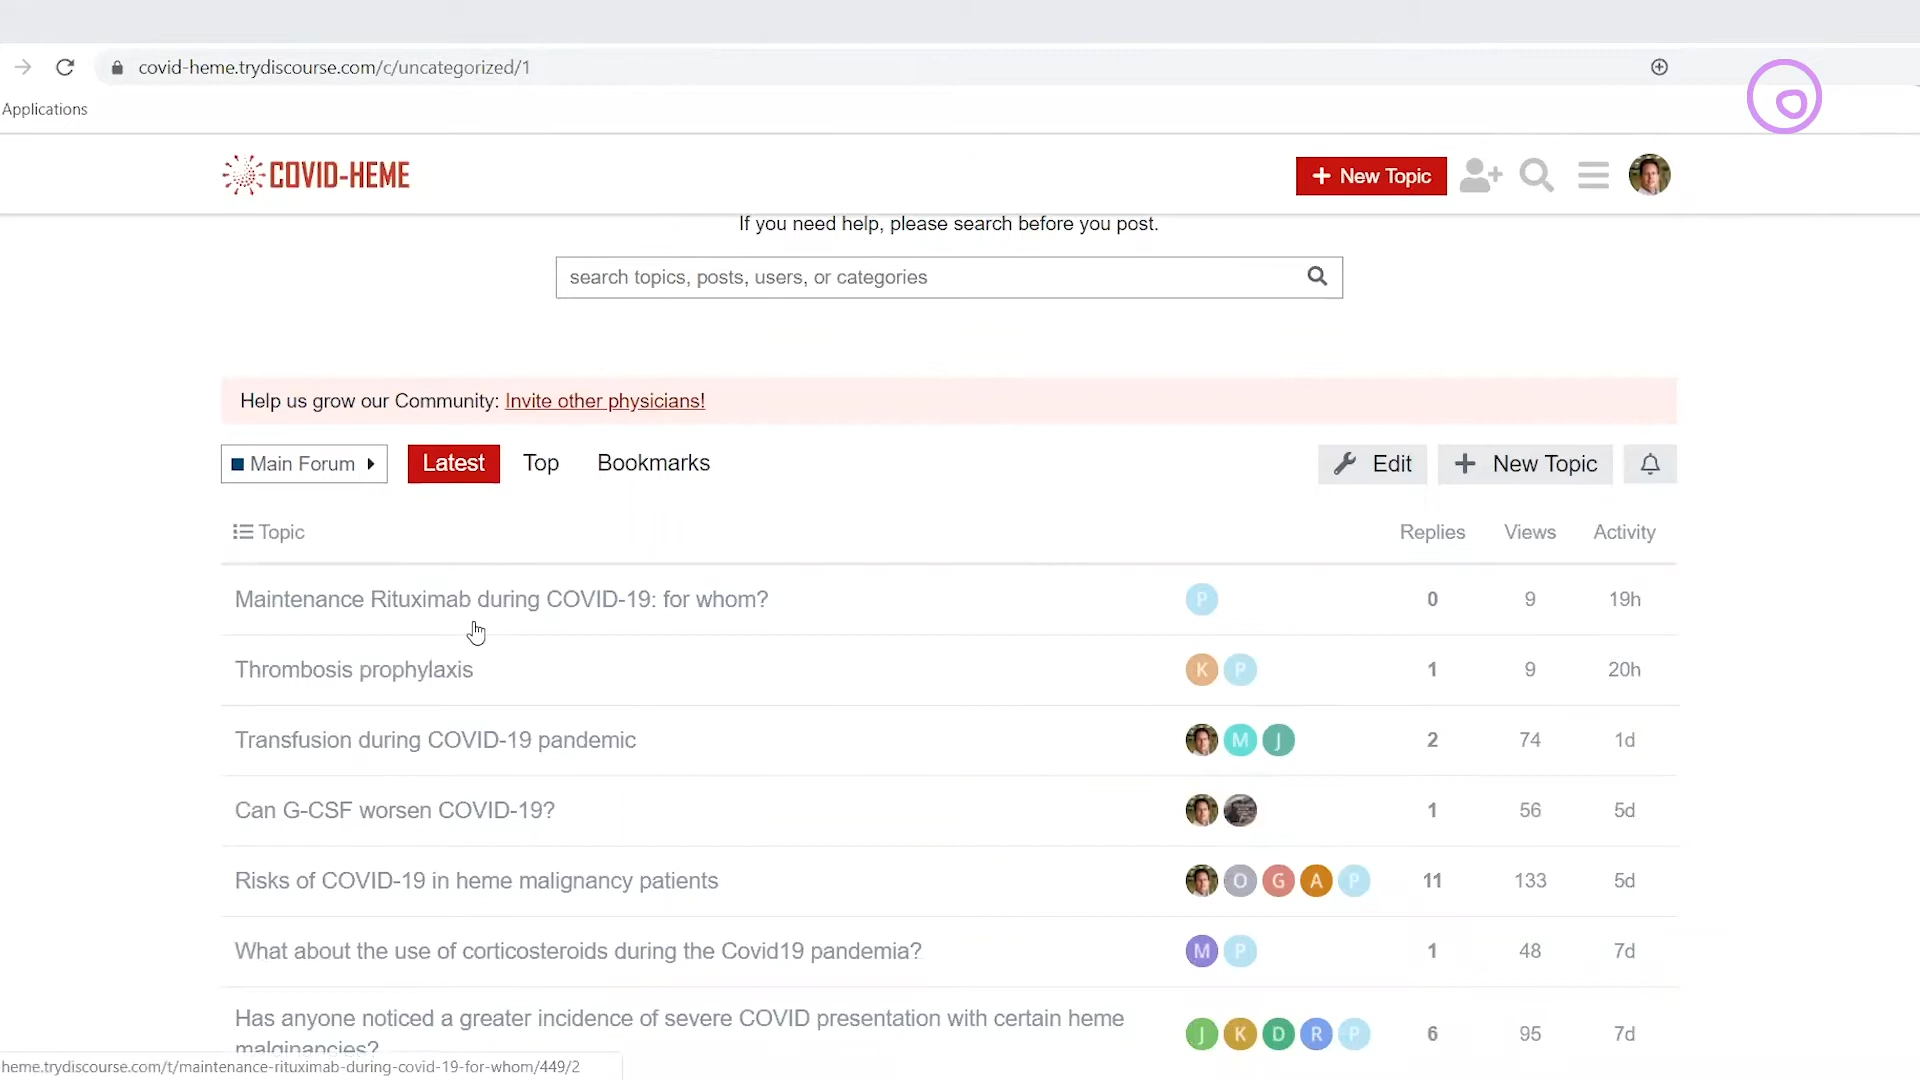 covid-heme.trydiscourse.com/c/uncategorized/1
Applications
COVID-HEME
+ New Topic
If you need help, please search before you post.
search topics, posts, users, or categories
Help us grow our Community: Invite other physicians!
Main Forum Latest Top Bookmarks Edit + New Topic
Topic Replies Views Activity
Maintenance Rituximab during COVID-19: for whom? P 0 9 19h
Thrombosis prophylaxis K P 1 9 20h
Transfusion during COVID-19 pandemic M J 2 74 1d
Can G-CSF worsen COVID-19? 1 56 5d
Risks of COVID-19 in heme malignancy patients O G A P 11 133 5d
What about the use of corticosteroids during the Covid19 pandemia? M P 1 48 7d
Has anyone noticed a greater incidence of severe COVID presentation with certain heme
malginancies? J K D R P 6 95 7d
heme.trydiscourse.com/t/maintenance-rituximab-during-covid-19-for-whom/449/2